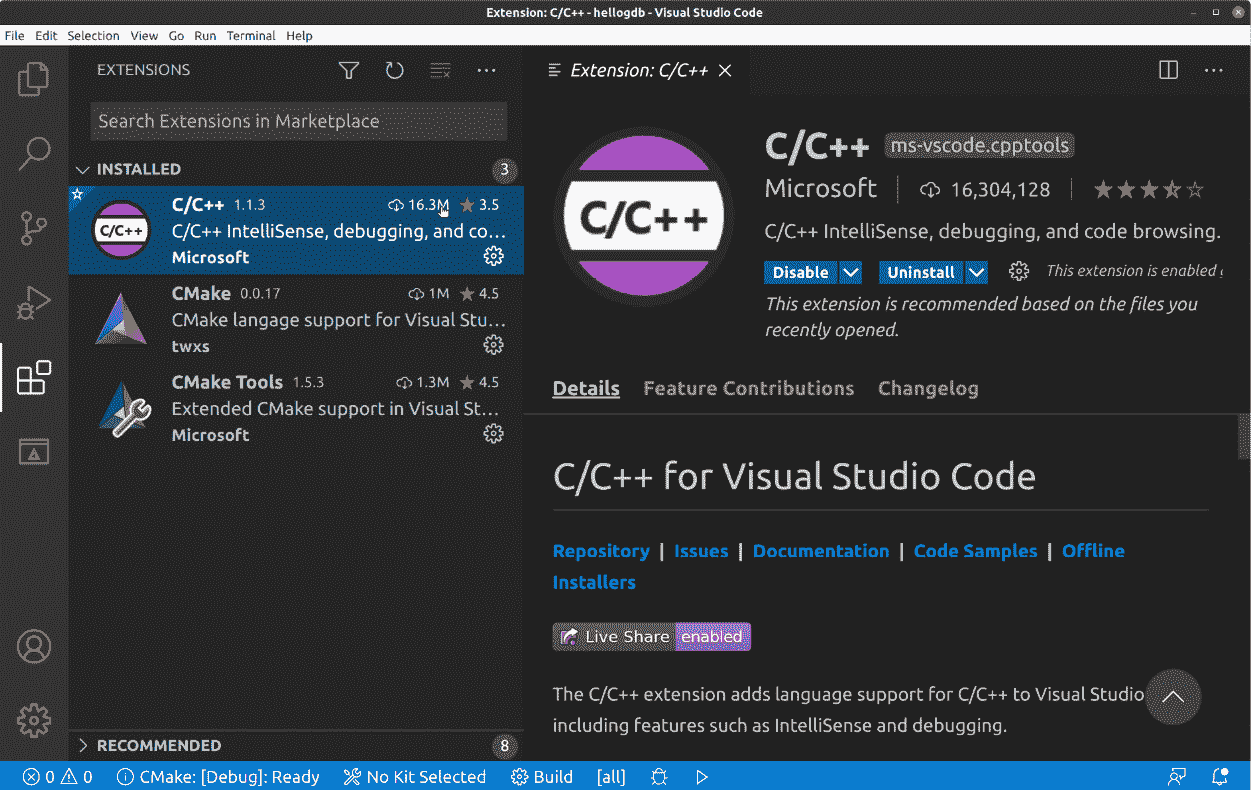 Extension: C/C++ - hellogdb - Visual Studio Code
File Edit Selection View Go Run Terminal Help
EXTENSIONS
Search Extensions in Marketplace
INSTALLED 3
C/C++ 1.1.3 16.3M 3.5
C/C++ IntelliSense, debugging, and co...
Microsoft
C/C++
CMake 0.0.17 1M 4.5
CMake langage support for Visual Stu...
twxs
CMake Tools 1.5.3 1.3M 4.5
Extended CMake support in Visual St...
Microsoft
RECOMMENDED 8
Extension: C/C++
C/C++
C/C++ ms-vscode.cpptools
Microsoft 16,304,128
C/C++ IntelliSense, debugging, and code browsing.
Disable Uninstall This extension is enabled
This extension is recommended based on the files you
recently opened.
Details Feature Contributions Changelog
C/C++ for Visual Studio Code
Repository | Issues | Documentation | Code Samples | Offline
Installers
Live Share enabled
The C/C++ extension adds language support for C/C++ to Visual Studio
including features such as IntelliSense and debugging.
0 0 CMake: [Debug]: Ready No Kit Selected Build [all]